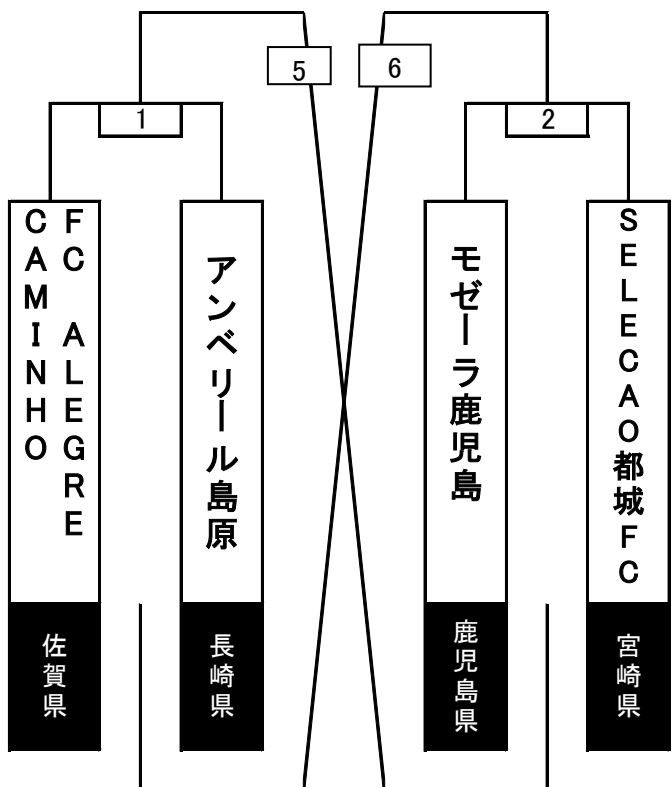 5
6
1
2
FC ALEGRE
CAMINHO
アンベリール島原
モゼーラ鹿児島
SELECAO都城FC
佐賀県
長崎県
鹿児島県
宮崎県